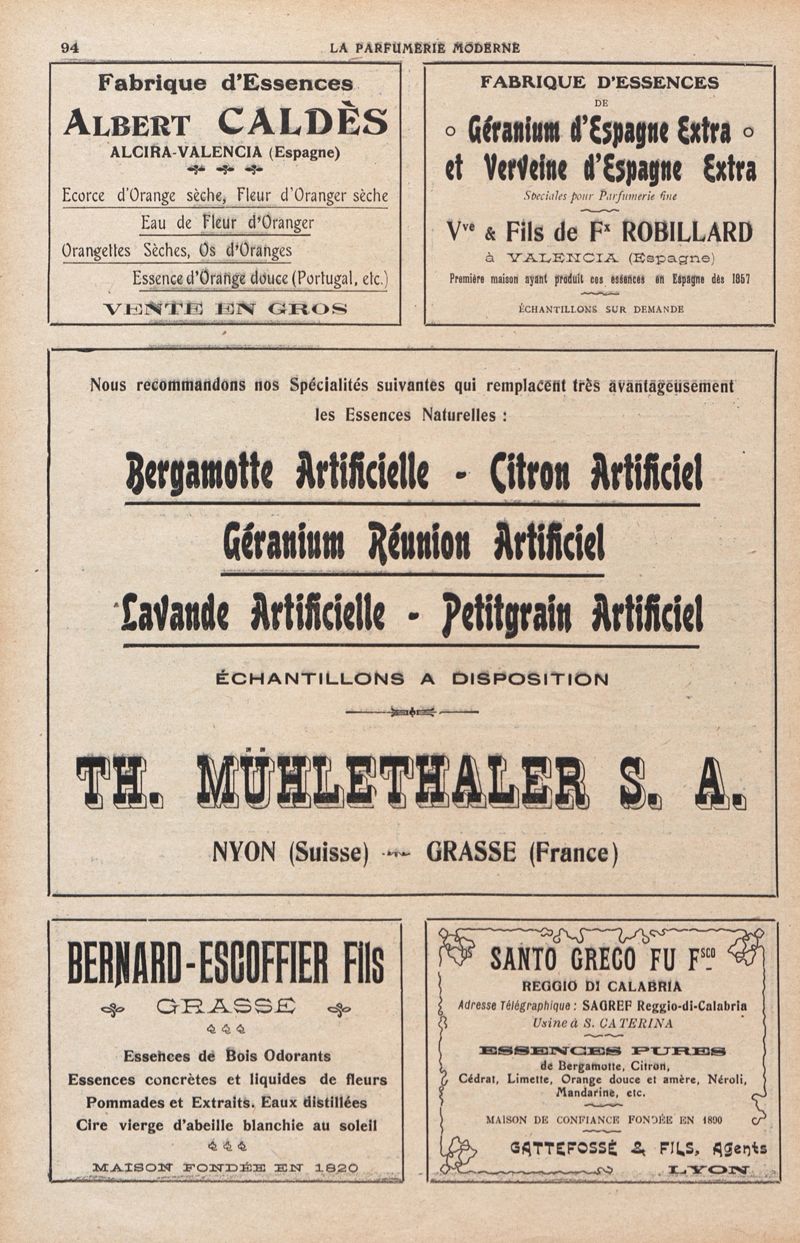 94
LA PARFUMERIE MODERNE
Fabrique d'Essences
ALBERT CALDÈS
ALCIRA-VALENCIA (Espagne)
Ecorce d'Orange sèche, Fleur d'Oranger sèche
Eau de Fleur d'Oranger
Orangettes Sèches, Os d'Oranges
Essence d'Orange douce (Portugal, etc.)
VENTE EN GROS
FABRIQUE D'ESSENCES
DE
Géranium d'Espagne Extra
et Verveine d'Espagne Extra
Spéciales pour Parfumerie fine
Vve & Fils de Fx ROBILLARD
à VALENCIA (Espagne)
Première maison ayant produit ces essences en Espagne dès 1857
ÉCHANTILLONS SUR DEMANDE
Nous recommandons nos Spécialités suivantes qui remplacent très avantageusement
les Essences Naturelles :
Bergamotte Artificielle - Citron Artificiel
Géranium Réunion Artificiel
Lavande Artificielle - Petitgrain Artificiel
ÉCHANTILLONS A DISPOSITION
TH. MÜHLETHALER S. A.
NYON (Suisse) — GRASSE (France)
BERNARD-ESCOFFIER Fils
GRASSE
Essences de Bois Odorants
Essences concrètes et liquides de fleurs
Pommades et Extraits. Eaux distillées
Cire vierge d'abeille blanchie au soleil
MAISON FONDÉE EN 1820
SANTO GRECO FU Fsco
REGGIO DI CALABRIA
Adresse Télégraphique : SAGREF Reggio-di-Calabria
Usine à S. CATERINA
ESSENCES PURES
de Bergamotte, Citron,
Cédrat, Limette, Orange douce et amère, Néroli,
Mandarine, etc.
MAISON DE CONFIANCE FONDÉE EN 1890
GATTEFOSSÉ & FILS, Agents
LYON